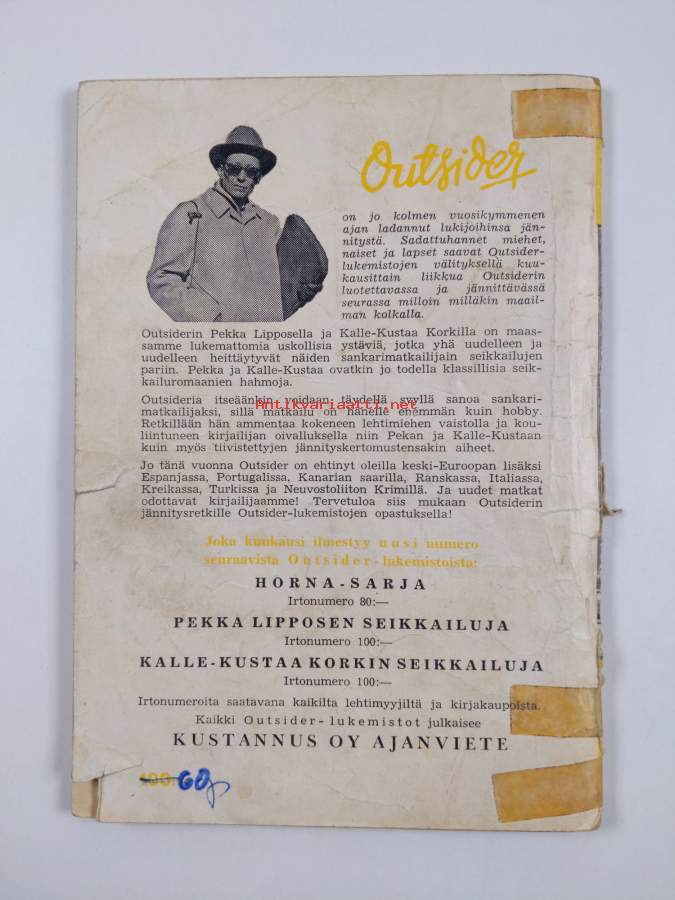 Outsider
on jo kolmen vuosikymmenen
ajan ladannut lukijoihinsa jän-
nitystä. Sadattuhannet miehet,
naiset ja lapset saavat Outsider-
lukemistojen välityksellä kuu-
kausittain liikkua Outsiderin
luotettavassa ja jännittävässä
seurassa milloin milläkin maail-
man kolkalla.
Outsiderin Pekka Lipposella ja Kalle-Kustaa Korkilla on maas-
samme lukemattomia uskollisia ystäviä, jotka yhä uudelleen ja
uudelleen heittäytyvät näiden sankarimatkailijain seikkailujen
pariin. Pekka ja Kalle-Kustaa ovatkin jo todella klassillisia seik-
kailuromaanien hahmoja.
Outsideria itseäänkin voidaan täydellä syyllä sanoa sankari-
matkailijaksi, sillä matkailu on hänelle enemmän kuin hobby.
Antikvariaatti.net
Retkillään hän ammentaa kokeneen lehtimiehen vaistolla ja kou-
liintuneen kirjailijan oivalluksella niin Pekan ja Kalle-Kustaan
kuin myös tiivistettyjen jännityskertomustensakin aiheet.
Jo tänä vuonna Outsider on ehtinyt oleilla keski-Euroopan lisäksi
Espanjassa, Portugalissa, Kanarian saarilla, Ranskassa, Italiassa,
Kreikassa, Turkissa ja Neuvostoliiton Krimillä. Ja uudet matkat
odottavat kirjailijaamme! Tervetuloa siis mukaan Outsiderin
jännitysretkille Outsider-lukemistojen opastuksella!
Joka kuukausi ilmestyy uusi numero
seuraavista Outsider-lukemistoista:
HORNA-SARJA
Irtonumero 80:—
PEKKA LIPPOSEN SEIKKAILUJA
Irtonumero 100:—
KALLE-KUSTAA KORKIN SEIKKAILUJA
Irtonumero 100:—
Irtonumeroita saatavana kaikilta lehtimyyjiltä ja kirjakaupoista.
Kaikki Outsider-lukemistot julkaisee
KUSTANNUS OY AJANVIETE
100:- 60